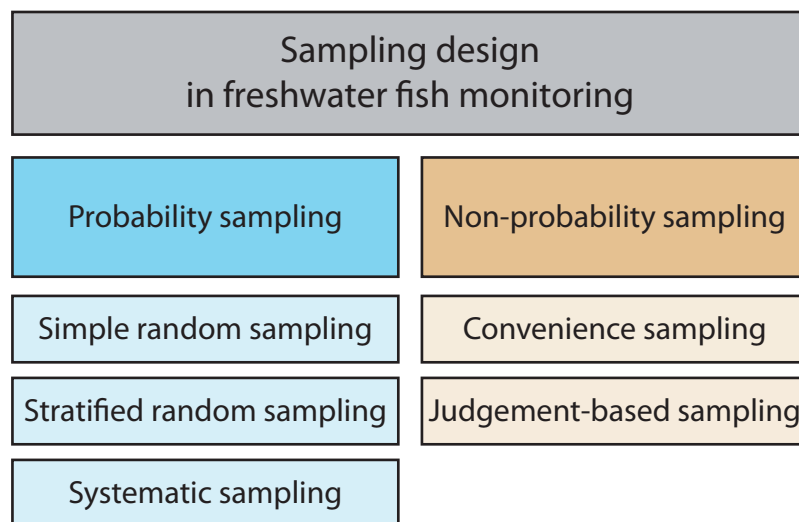 Sampling design
in freshwater fish monitoring
Probability sampling
Non-probability sampling
Simple random sampling
Convenience sampling
Stratified random sampling
Judgement-based sampling
Systematic sampling